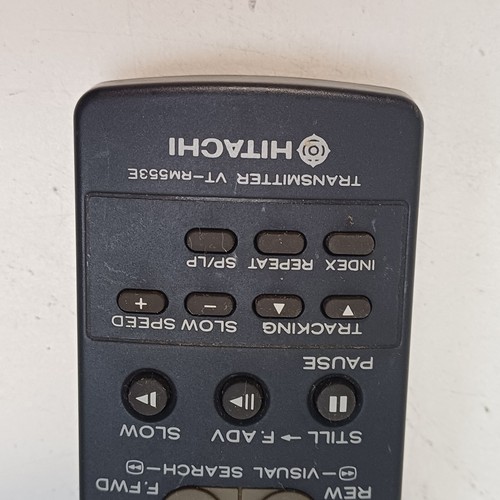 REW F.FWD
VISUAL SEARCH
STILL → F.ADV SLOW
PAUSE
TRACKING SLOW SPEED
− +
INDEX REPEAT SP/LP
TRANSMITTER VT-RM553E
HITACHI